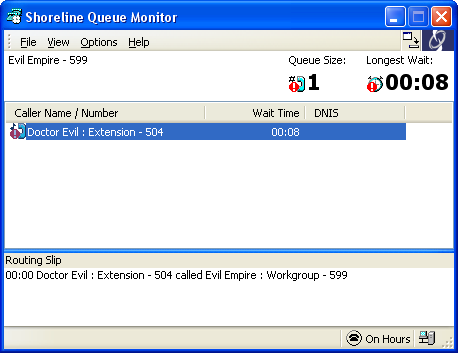 Shoreline Queue Monitor
File View Options Help
Evil Empire - 599
Queue Size: Longest Wait:
1 00:08
Caller Name / Number Wait Time DNIS
Doctor Evil : Extension - 504 00:08
Routing Slip
00:00 Doctor Evil : Extension - 504 called Evil Empire : Workgroup - 599
On Hours